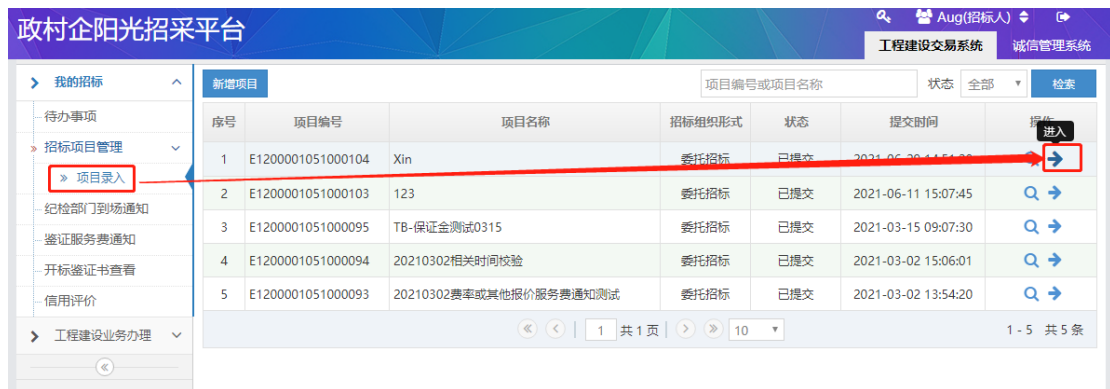 政村企阳光招采平台
Aug(招标人)
工程建设交易系统 诚信管理系统
我的招标
待办事项
招标项目管理
项目录入
纪检部门到场通知
鉴证服务费通知
开标鉴证书查看
信用评价
工程建设业务办理
新增项目 项目编号或项目名称 状态 全部 检索
序号 项目编号 项目名称 招标组织形式 状态 提交时间 操作
进入
1 E1200001051000104 Xin 委托招标 已提交
2 E1200001051000103 123 委托招标 已提交 2021-06-11 15:07:45
3 E1200001051000095 TB-保证金测试0315 委托招标 已提交 2021-03-15 09:07:30
4 E1200001051000094 20210302相关时间校验 委托招标 已提交 2021-03-02 15:06:01
5 E1200001051000093 20210302费率或其他报价服务费通知测试 委托招标 已提交 2021-03-02 13:54:20
1 共1页 10 1 - 5 共5条